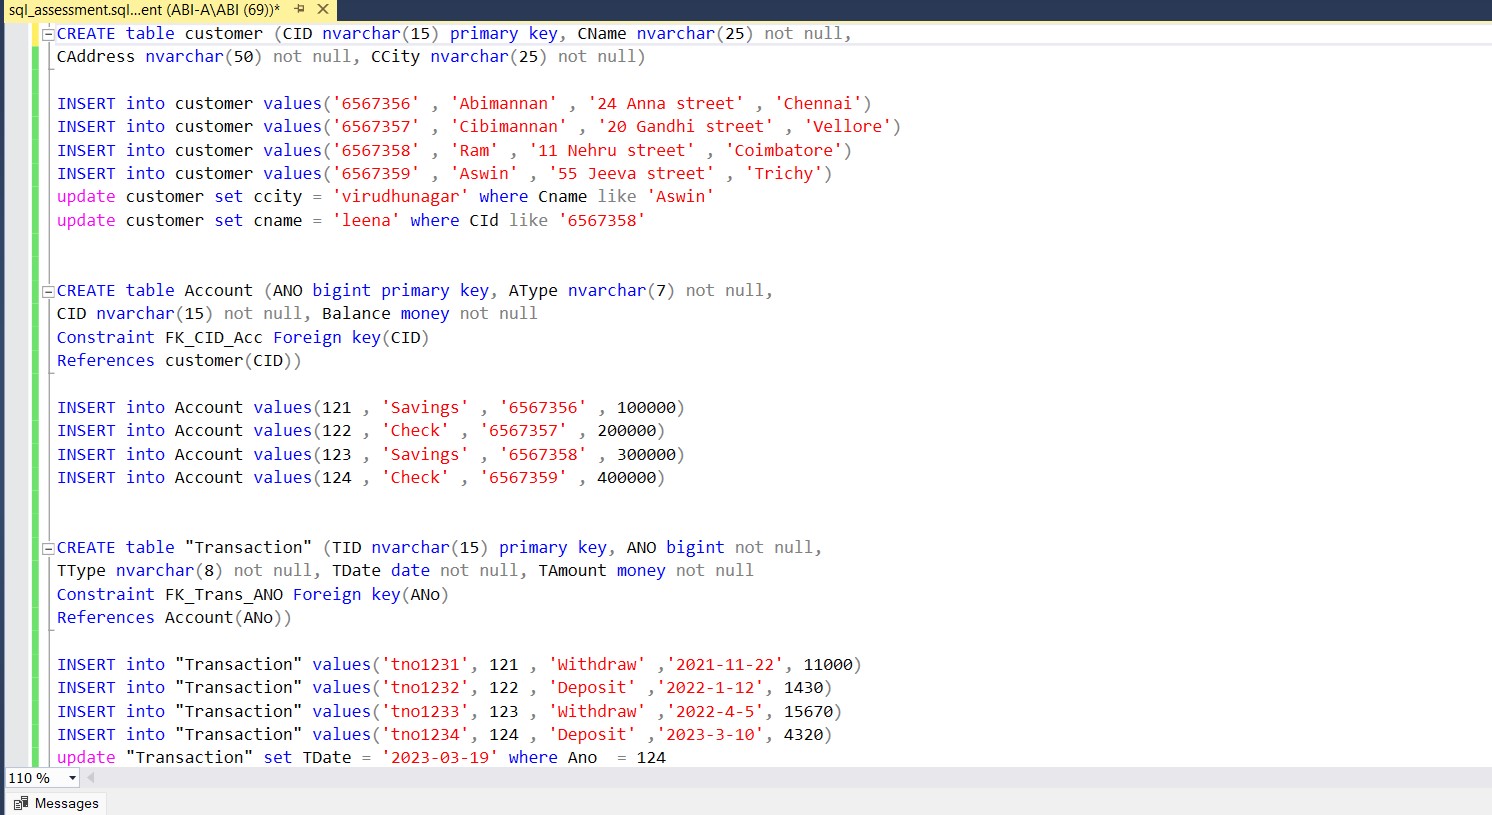 sql_assessment.sql...ent (ABI-A\ABI (69))*
CREATE table customer (CID nvarchar(15) primary key, CName nvarchar(25) not null,
CAddress nvarchar(50) not null, CCity nvarchar(25) not null)
INSERT into customer values('6567356' , 'Abimannan' , '24 Anna street' , 'Chennai')
INSERT into customer values('6567357' , 'Cibimannan' , '20 Gandhi street' , 'Vellore')
INSERT into customer values('6567358' , 'Ram' , '11 Nehru street' , 'Coimbatore')
INSERT into customer values('6567359' , 'Aswin' , '55 Jeeva street' , 'Trichy')
update customer set ccity = 'virudhunagar' where Cname like 'Aswin'
update customer set cname = 'leena' where CId like '6567358'
CREATE table Account (ANO bigint primary key, AType nvarchar(7) not null,
CID nvarchar(15) not null, Balance money not null
Constraint FK_CID_Acc Foreign key(CID)
References customer(CID))
INSERT into Account values(121 , 'Savings' , '6567356' , 100000)
INSERT into Account values(122 , 'Check' , '6567357' , 200000)
INSERT into Account values(123 , 'Savings' , '6567358' , 300000)
INSERT into Account values(124 , 'Check' , '6567359' , 400000)
CREATE table "Transaction" (TID nvarchar(15) primary key, ANO bigint not null,
TType nvarchar(8) not null, TDate date not null, TAmount money not null
Constraint FK_Trans_ANO Foreign key(ANo)
References Account(ANo))
INSERT into "Transaction" values('tno1231', 121 , 'Withdraw' ,'2021-11-22', 11000)
INSERT into "Transaction" values('tno1232', 122 , 'Deposit' ,'2022-1-12', 1430)
INSERT into "Transaction" values('tno1233', 123 , 'Withdraw' ,'2022-4-5', 15670)
INSERT into "Transaction" values('tno1234', 124 , 'Deposit' ,'2023-3-10', 4320)
update "Transaction" set TDate = '2023-03-19' where Ano  = 124
110 %
Messages